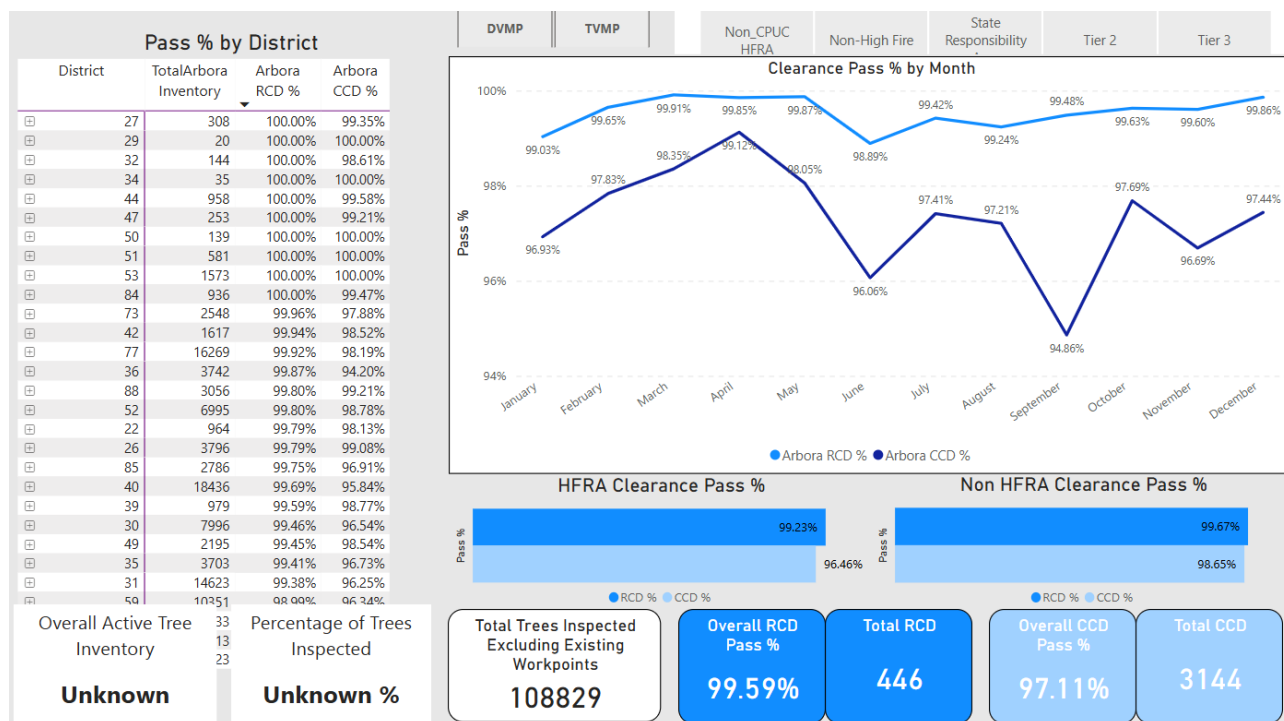 Pass % by District
District TotalArbora Inventory Arbora RCD % Arbora CCD %
27 308 100.00% 99.35%
29 20 100.00% 100.00%
32 144 100.00% 98.61%
34 35 100.00% 100.00%
44 958 100.00% 99.58%
47 253 100.00% 99.21%
50 139 100.00% 100.00%
51 581 100.00% 100.00%
53 1573 100.00% 100.00%
84 936 100.00% 99.47%
73 2548 99.96% 97.88%
42 1617 99.94% 98.52%
77 16269 99.92% 98.19%
36 3742 99.87% 94.20%
88 3056 99.80% 99.21%
52 6995 99.80% 98.78%
22 964 99.79% 98.13%
26 3796 99.79% 99.08%
85 2786 99.75% 96.91%
40 18436 99.69% 95.84%
39 979 99.59% 98.77%
30 7996 99.46% 96.54%
49 2195 99.45% 98.54%
35 3703 99.41% 96.73%
31 14623 99.38% 96.25%
59 10351 98.99% 96.34%
33
13
23
Overall Active Tree
Inventory
Unknown
Percentage of Trees
Inspected
Unknown %
DVMP TVMP
Non_CPUC
HFRA
Non-High Fire
State
Responsibility
Tier 2
Tier 3
Clearance Pass % by Month
Pass %
100%
98%
96%
94%
99.03% 99.65% 99.91% 99.85% 99.87% 98.89% 99.42% 99.24% 99.48% 99.63% 99.60% 99.86%
96.93% 97.83% 98.35% 99.12% 98.05% 96.06% 97.41% 97.21% 94.86% 97.69% 96.69% 97.44%
January February March April May June July August September October November December
Arbora RCD % Arbora CCD %
HFRA Clearance Pass %
Pass %
99.23%
96.46%
RCD % CCD %
Non HFRA Clearance Pass %
Pass %
99.67%
98.65%
RCD % CCD %
Total Trees Inspected
Excluding Existing
Workpoints
108829
Overall RCD
Pass %
99.59%
Total RCD
446
Overall CCD
Pass %
97.11%
Total CCD
3144